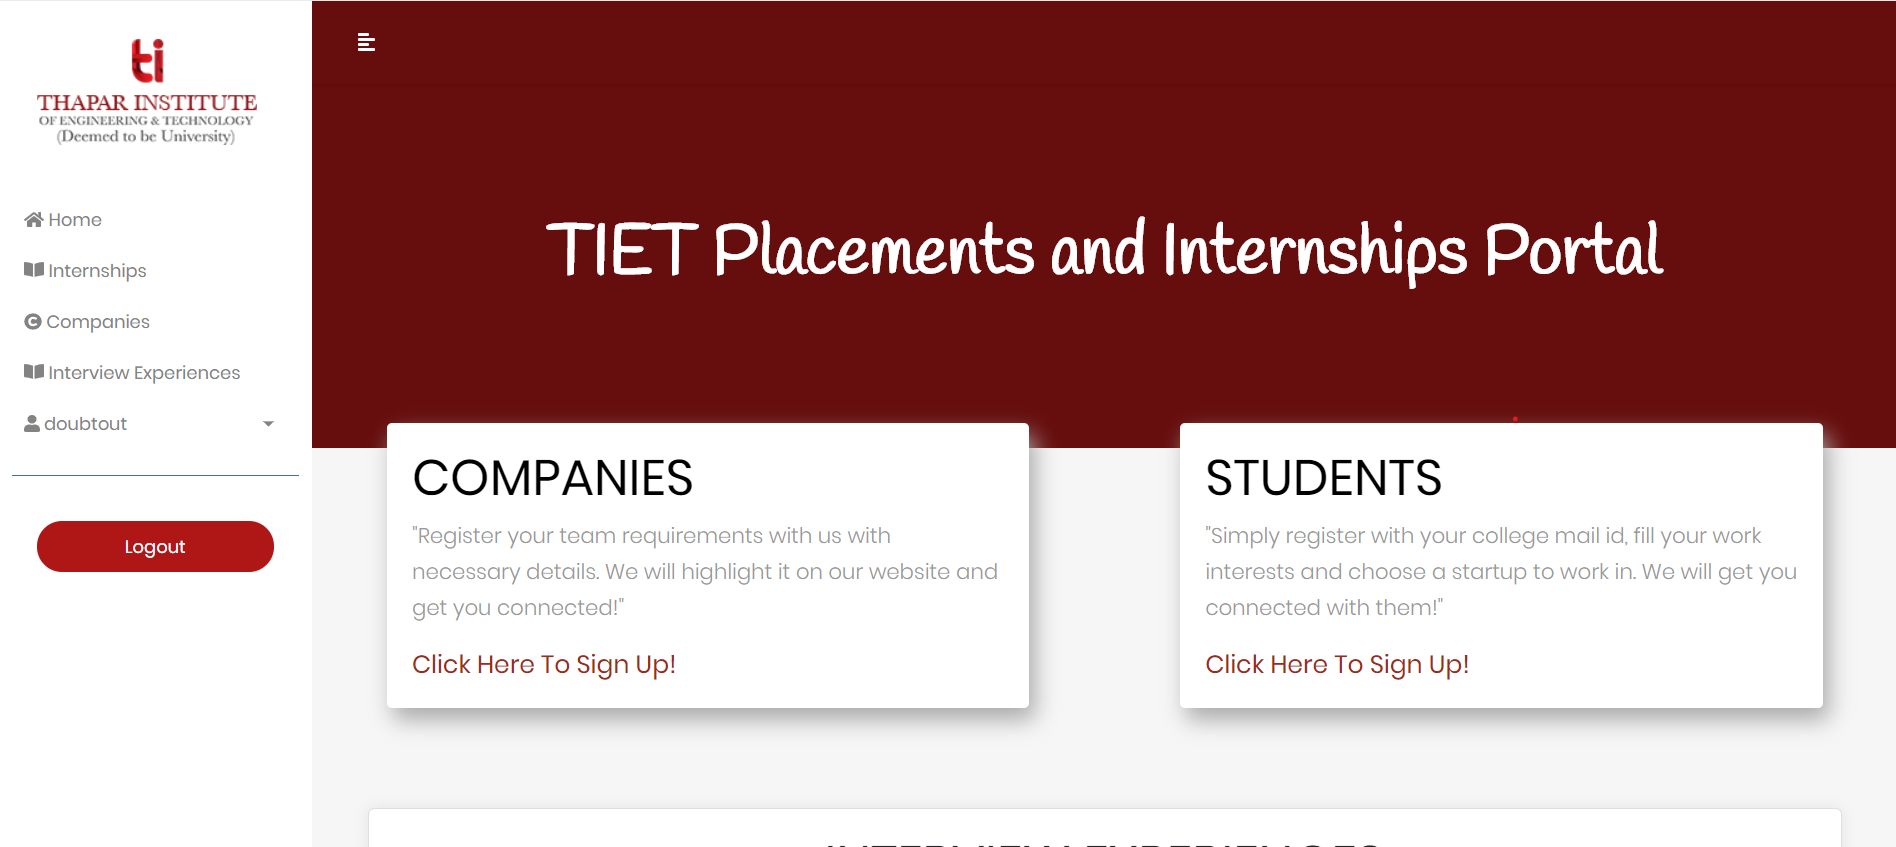 ti
THAPAR INSTITUTE
OF ENGINEERING & TECHNOLOGY
(Deemed to be University)
Home
Internships
Companies
Interview Experiences
doubtout
Logout
TIET Placements and Internships Portal
COMPANIES
"Register your team requirements with us with
necessary details. We will highlight it on our website and
get you connected!"
Click Here To Sign Up!
STUDENTS
"Simply register with your college mail id, fill your work
interests and choose a startup to work in. We will get you
connected with them!"
Click Here To Sign Up!
INTERVIEW EXPERIENCES